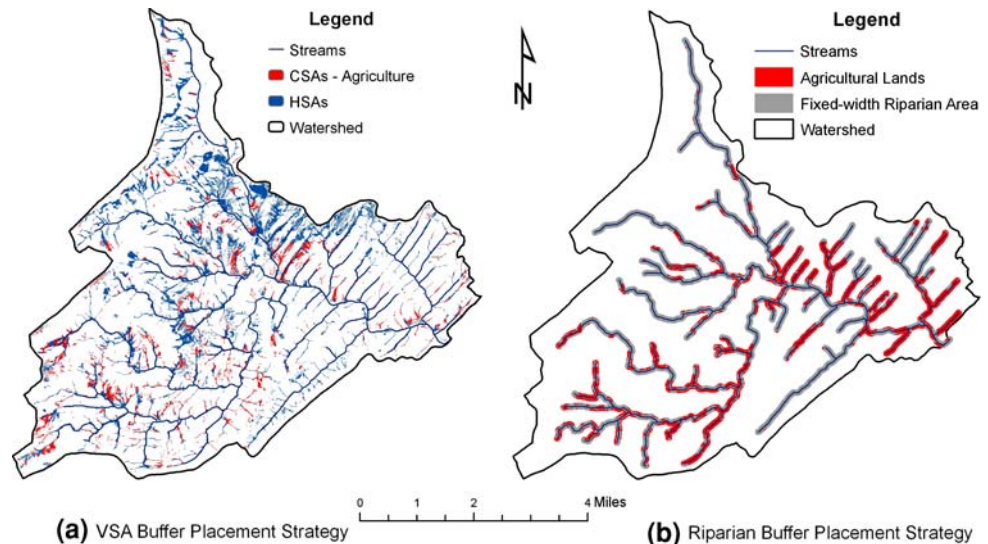 Legend
Streams
CSAs - Agriculture
HSAs
Watershed
N
Legend
Streams
Agricultural Lands
Fixed-width Riparian Area
Watershed
0 1 2 4 Miles
(a) VSA Buffer Placement Strategy
(b) Riparian Buffer Placement Strategy